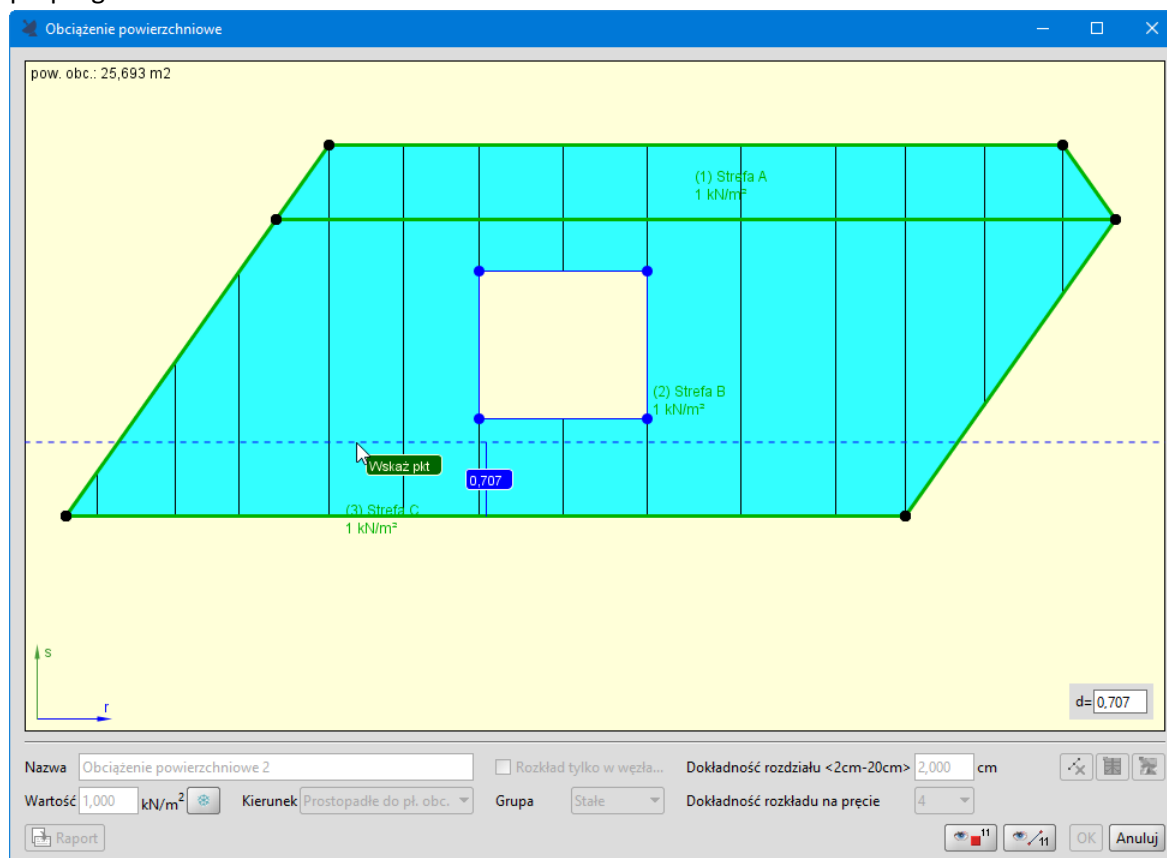 Obciążenie powierzchniowe
pow. obc.: 25,693 m2
(1) Strefa A
1 kN/m²
(2) Strefa B
1 kN/m²
Wskaż pkt
0,707
(3) Strefa C
1 kN/m²
s
r
d= 0,707
Nazwa Obciążenie powierzchniowe 2 Rozkład tylko w węzła... Dokładność rozdziału <2cm-20cm> 2,000 cm
Wartość 1,000 kN/m² Kierunek Prostopadłe do pł. obc. Grupa Stałe Dokładność rozkładu na pręcie 4
Raport 11 11 OK Anuluj